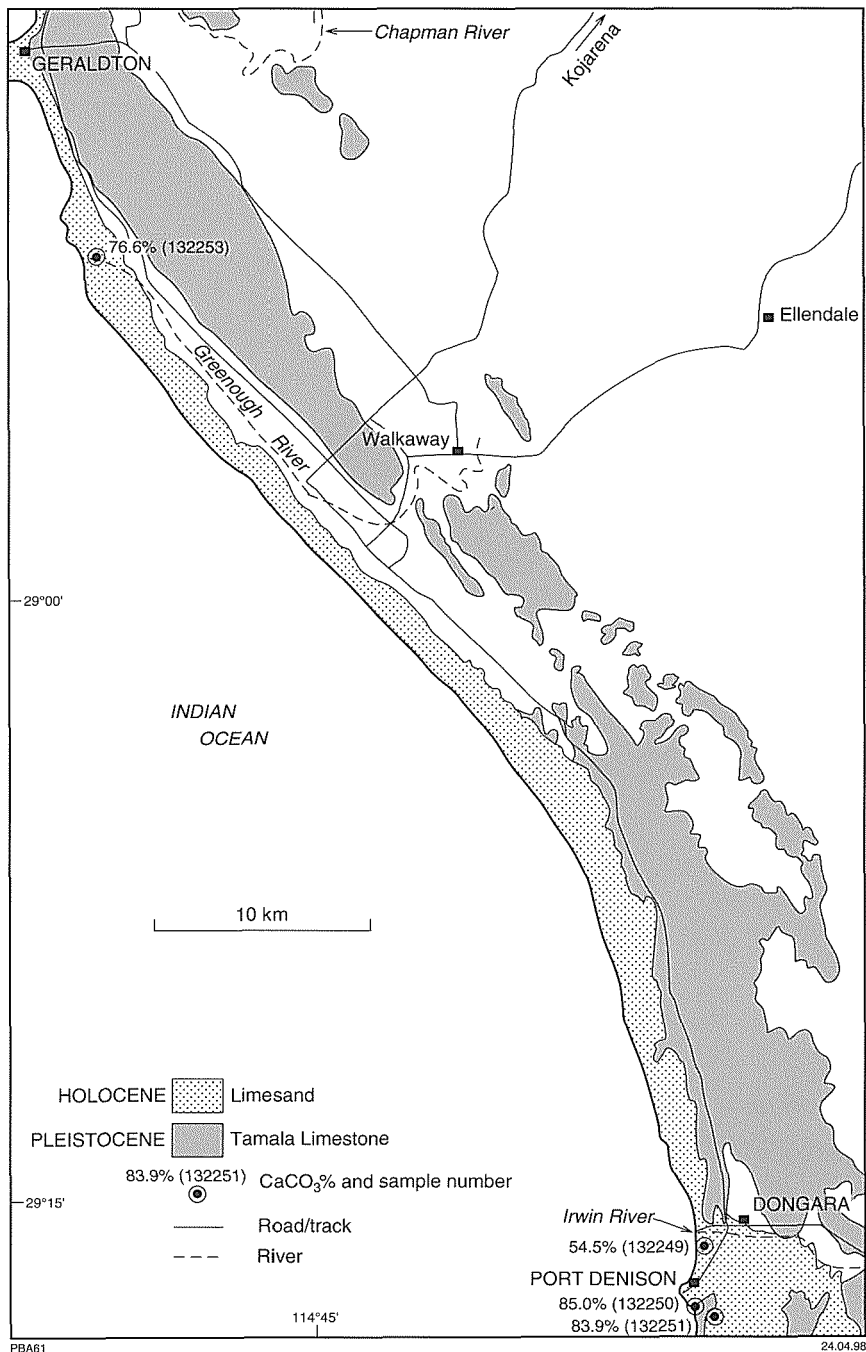 Chapman River
Kojarena
GERALDTON
76.6% (132253)
Ellendale
Greenough
River
Walkaway
29°00'
INDIAN
OCEAN
10 km
HOLOCENE Limesand
PLEISTOCENE Tamala Limestone
83.9% (132251) CaCO₃% and sample number
Road/track
River
29°15'
DONGARA
Irwin River
54.5% (132249)
PORT DENISON
85.0% (132250)
83.9% (132251)
114°45'
PBA61
24.04.98